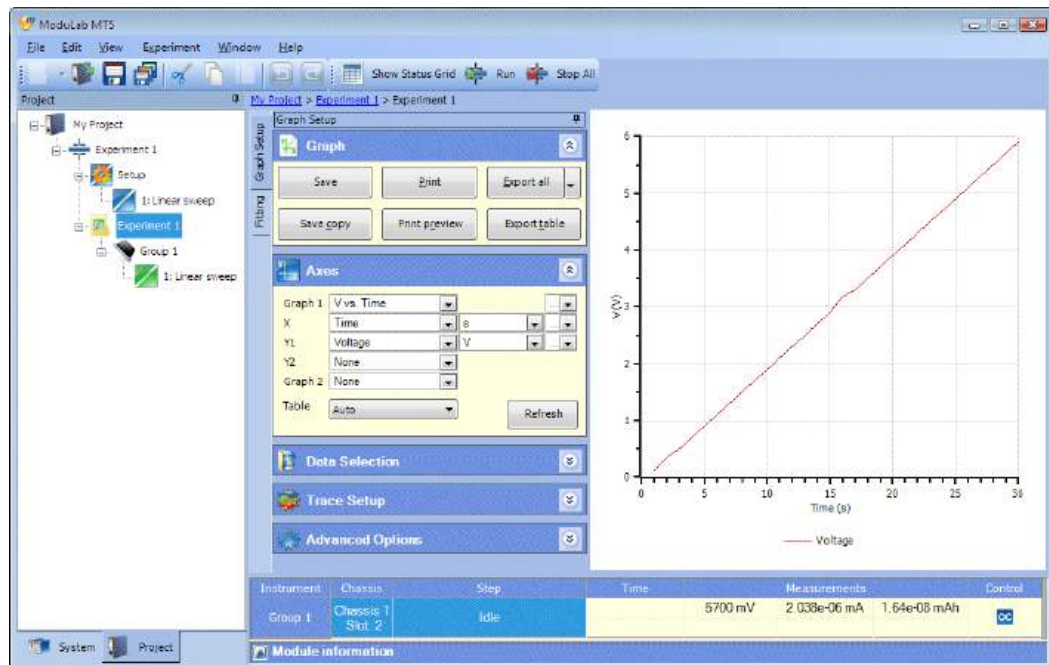 ModuLab MTS
File Edit View Experiment Window Help
Show Status Grid Run Stop All
Project
My Project > Experiment 1 > Experiment 1
My Project
Experiment 1
Setup
1: Linear sweep
Experiment 1
Group 1
1: Linear sweep
Graph Setup
Fitting
Graph Setup
Graph
Save Print Export all
Save copy Print preview Export table
Axes
Graph 1 V vs. Time
X Time s
Y1 Voltage V
Y2 None
Graph 2 None
Table Auto Refresh
Data Selection
Trace Setup
Advanced Options
V(V)
6
5
4
3
2
1
0
0 5 10 15 20 25 30
Time (s)
Voltage
Instrument Chassis Step Time Measurements Control
Group 1 Chassis 1 Slot 2 Idle 5700 mV 2.038e-06 mA 1.64e-08 mAh OC
Module information
System Project